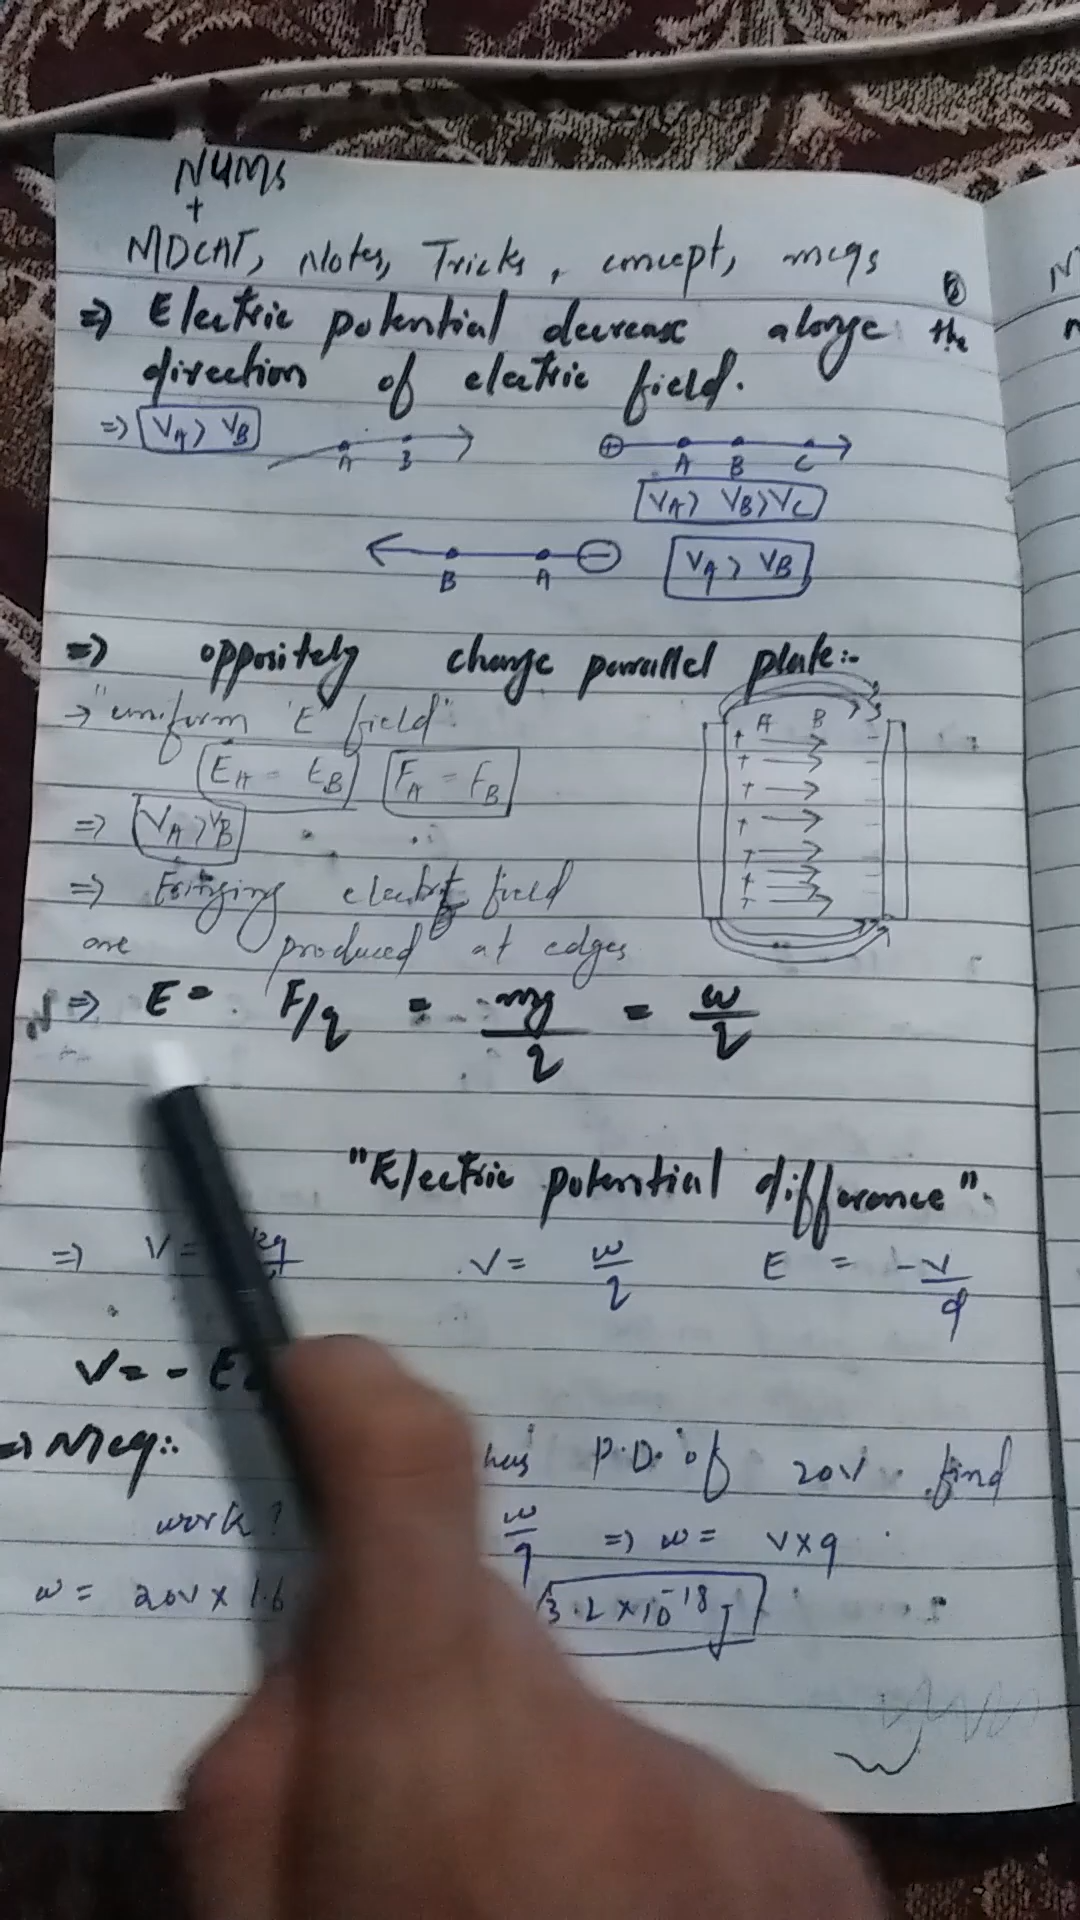 NUMS
+
MDCAT, Notes, Tricks, concept, mcqs
⇒ Electric potential decrease alonge the
direction of electric field.
⇒ VA > VB
A B
+ A B C
VA > VB > VC
B A −
VA > VB
⇒ oppositely charge parallel plate:-
→ "uniform 'E' field".
EA = EB FA = FB
⇒ VA > VB
A B
⇒ Fringing electric field
are produced at edges
⇒ E = F/q = mg/q = w/q
"Electric potential difference".
⇒ V = V = w/q E = -V/d
V = - E
⇒ Mcq:- has P.D. of 20V. find
work? w/q ⇒ w = V×q
w = 20V × 1.6 3.2 × 10^-18 J